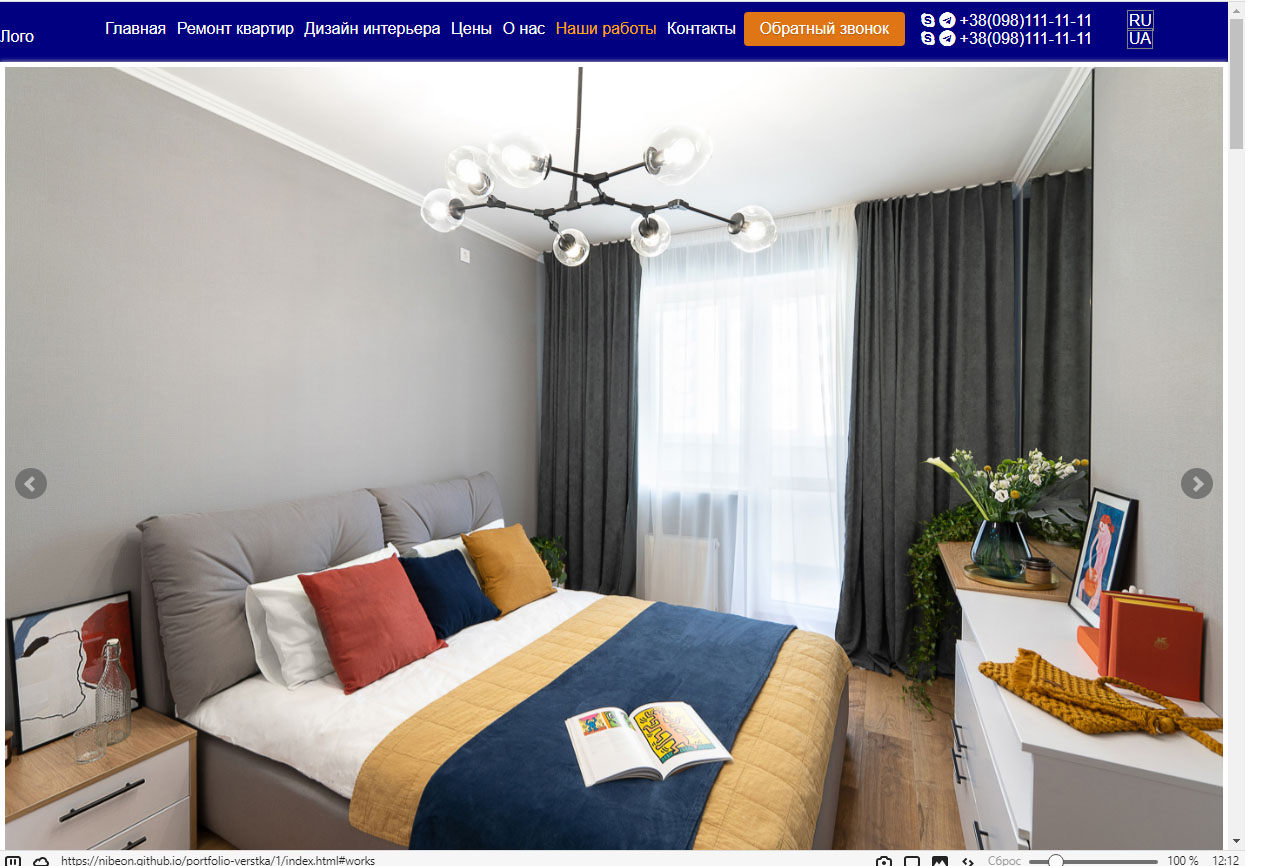 Лого
Главная Ремонт квартир Дизайн интерьера Цены О нас Наши работы Контакты
Обратный звонок
+38(098)111-11-11
+38(098)111-11-11
RU
UA
https://nibeon.github.io/portfolio-verstka/1/index.html#works
Сброс
100 %
12:12